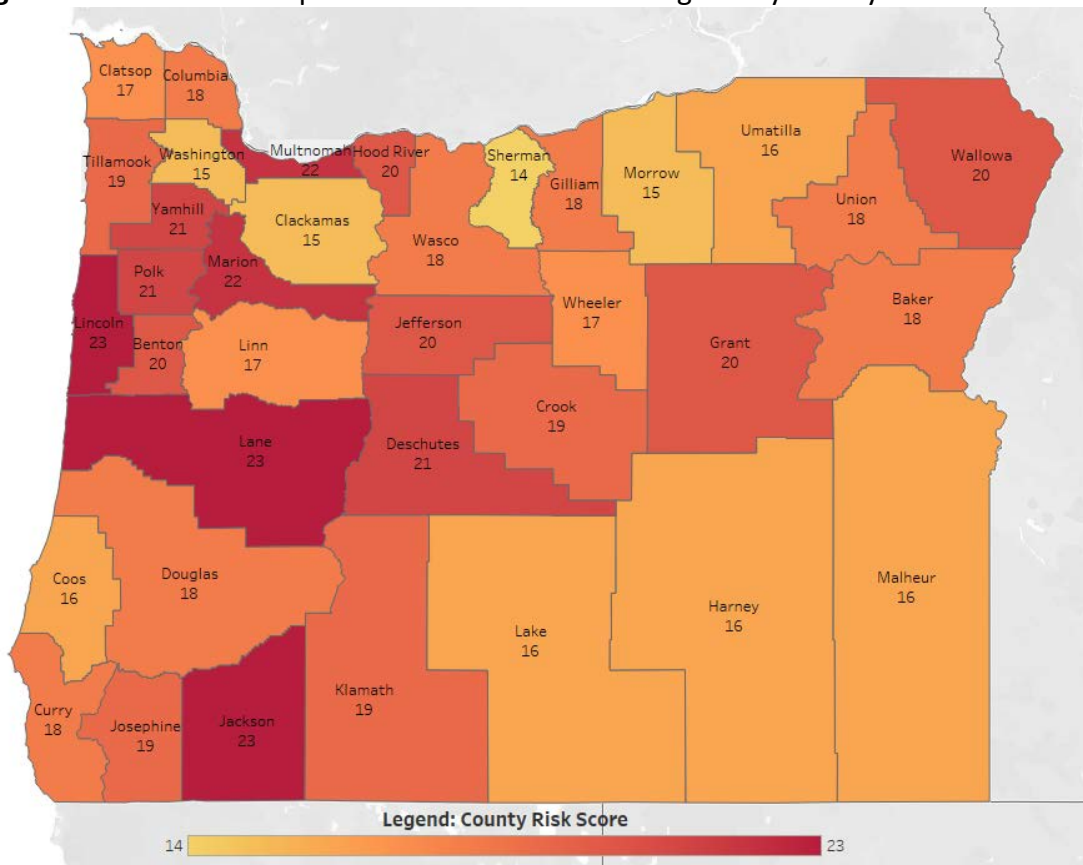 Clatsop
17
Columbia
18
Tillamook
19
Washington
15
Multnomah
22
Hood River
20
Sherman
14
Gilliam
18
Morrow
15
Umatilla
16
Wallowa
20
Union
18
Yamhill
21
Clackamas
15
Wasco
18
Polk
21
Marion
22
Wheeler
17
Baker
18
Lincoln
23
Benton
20
Linn
17
Jefferson
20
Grant
20
Crook
19
Lane
23
Deschutes
21
Coos
16
Douglas
18
Lake
16
Harney
16
Malheur
16
Klamath
19
Curry
18
Josephine
19
Jackson
23
Legend: County Risk Score
14
23